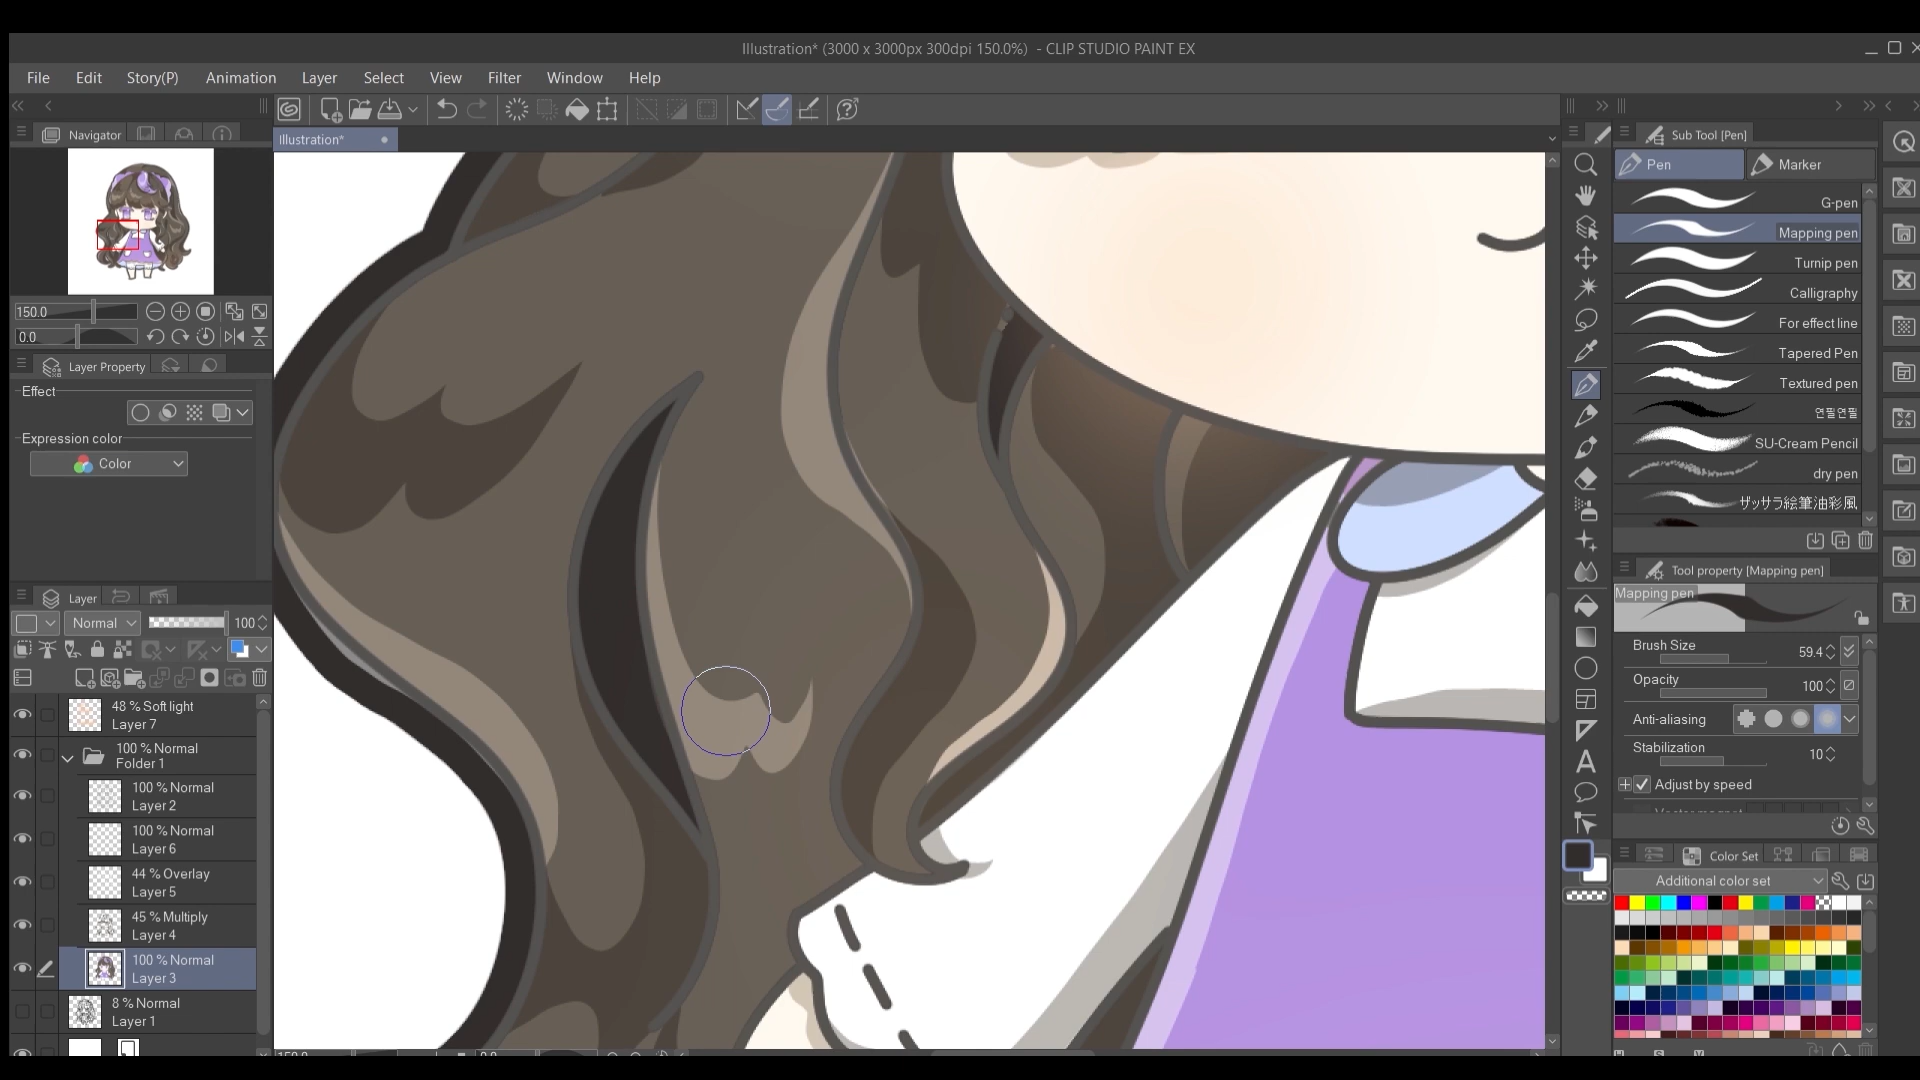 Illustration* (3000 x 3000px 300dpi 150.0%) - CLIP STUDIO PAINT EX
File Edit Story(P) Animation Layer Select View Filter Window Help
Navigator
Illustration*
150.0
0.0
Layer Property
Effect
Expression color
Color
Layer
Normal 100
48 % Soft light
Layer 7
100 % Normal
Folder 1
100 % Normal
Layer 2
100 % Normal
Layer 6
44 % Overlay
Layer 5
45 % Multiply
Layer 4
100 % Normal
Layer 3
8 % Normal
Layer 1
Sub Tool [Pen]
Pen Marker
G-pen
Mapping pen
Turnip pen
Calligraphy
For effect line
Tapered Pen
Textured pen
연필연필
SU-Cream Pencil
dry pen
ザッサラ絵筆油彩風
Tool property [Mapping pen]
Mapping pen
Brush Size 59.4
Opacity 100
Anti-aliasing
Stabilization 10
Adjust by speed
Color Set
Additional color set